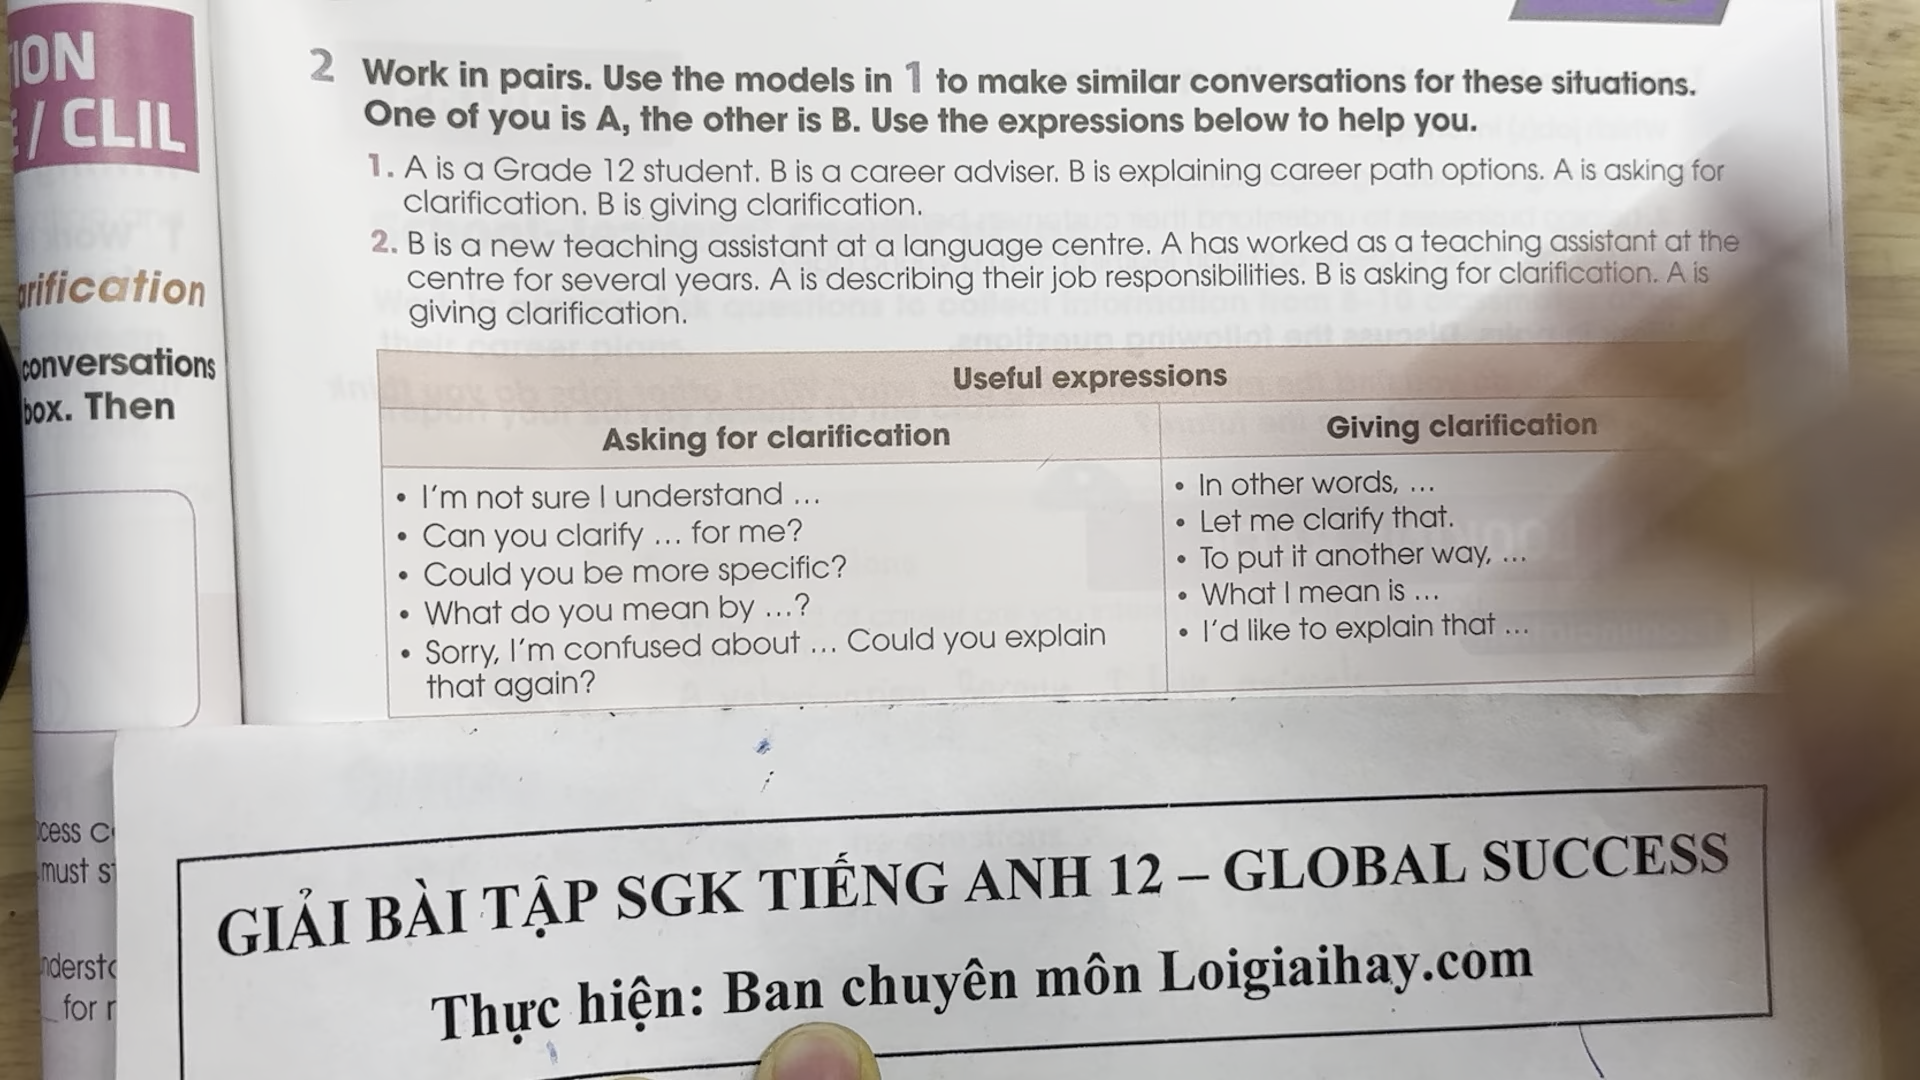 ION
/ CLIL
arification
conversations
box. Then
2 Work in pairs. Use the models in 1 to make similar conversations for these situations.
One of you is A, the other is B. Use the expressions below to help you.
1. A is a Grade 12 student. B is a career adviser. B is explaining career path options. A is asking for
clarification. B is giving clarification.
2. B is a new teaching assistant at a language centre. A has worked as a teaching assistant at the
centre for several years. A is describing their job responsibilities. B is asking for clarification. A is
giving clarification.
Useful expressions
Asking for clarification
• I'm not sure I understand ...
• Can you clarify ... for me?
• Could you be more specific?
• What do you mean by ...?
• Sorry, I'm confused about ... Could you explain
that again?
Giving clarification
• In other words, ...
• Let me clarify that.
• To put it another way, ...
• What I mean is ...
• I'd like to explain that ...
must
for
GIẢI BÀI TẬP SGK TIẾNG ANH 12 – GLOBAL SUCCESS
Thực hiện: Ban chuyên môn Loigiaihay.com